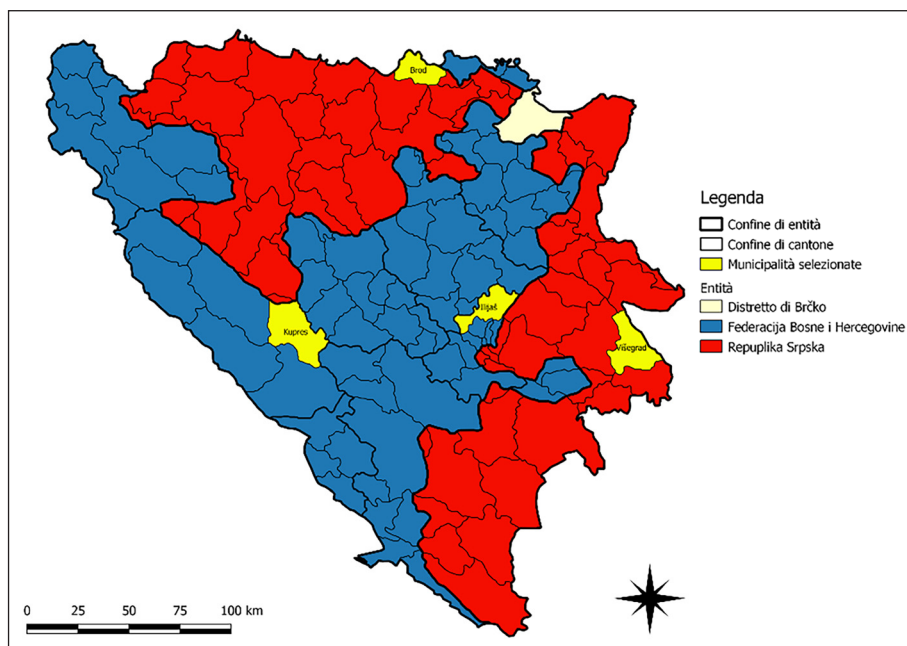 Brod
Ilijaš
Kupres
Višegrad
Legenda
Confine di entità
Confine di cantone
Municipalità selezionate
Entità
Distretto di Brčko
Federacija Bosne i Hercegovine
Repuplika Srpska
0 25 50 75 100 km